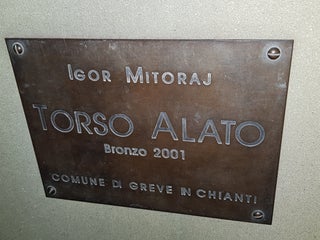 IGOR MITORAJ
TORSO ALATO
Bronzo 2001
COMUNE DI GREVE IN CHIANTI